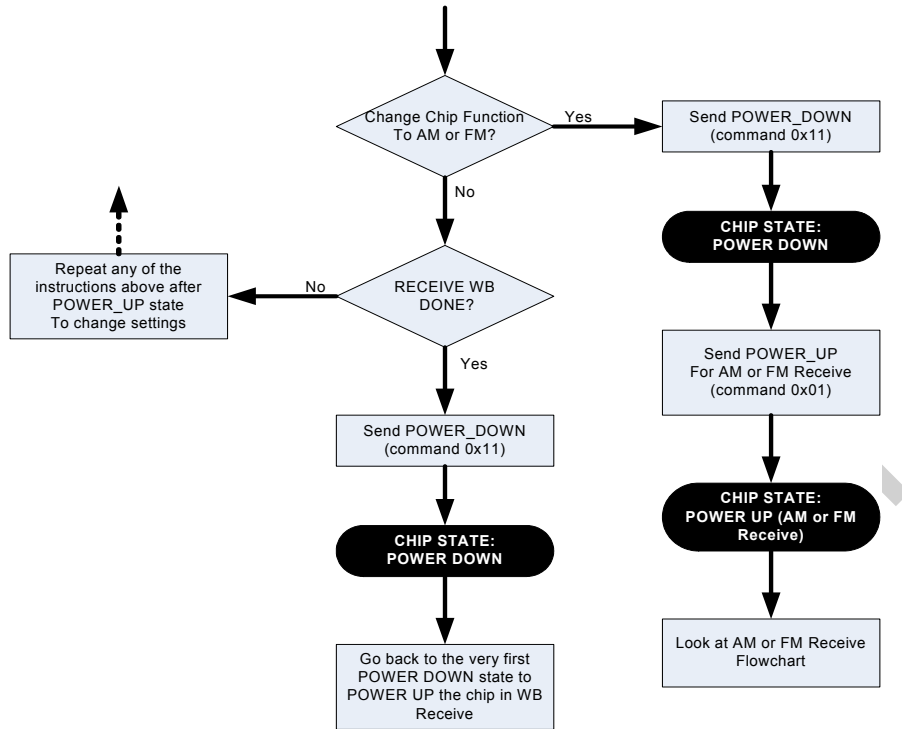 Change Chip Function
To AM or FM?
Yes
Send POWER_DOWN
(command 0x11)
No
CHIP STATE:
POWER DOWN
Repeat any of the
instructions above after
POWER_UP state
To change settings
No
RECEIVE WB
DONE?
Send POWER_UP
For AM or FM Receive
(command 0x01)
Yes
Send POWER_DOWN
(command 0x11)
CHIP STATE:
POWER UP (AM or FM
Receive)
CHIP STATE:
POWER DOWN
Look at AM or FM Receive
Flowchart
Go back to the very first
POWER DOWN state to
POWER UP the chip in WB
Receive